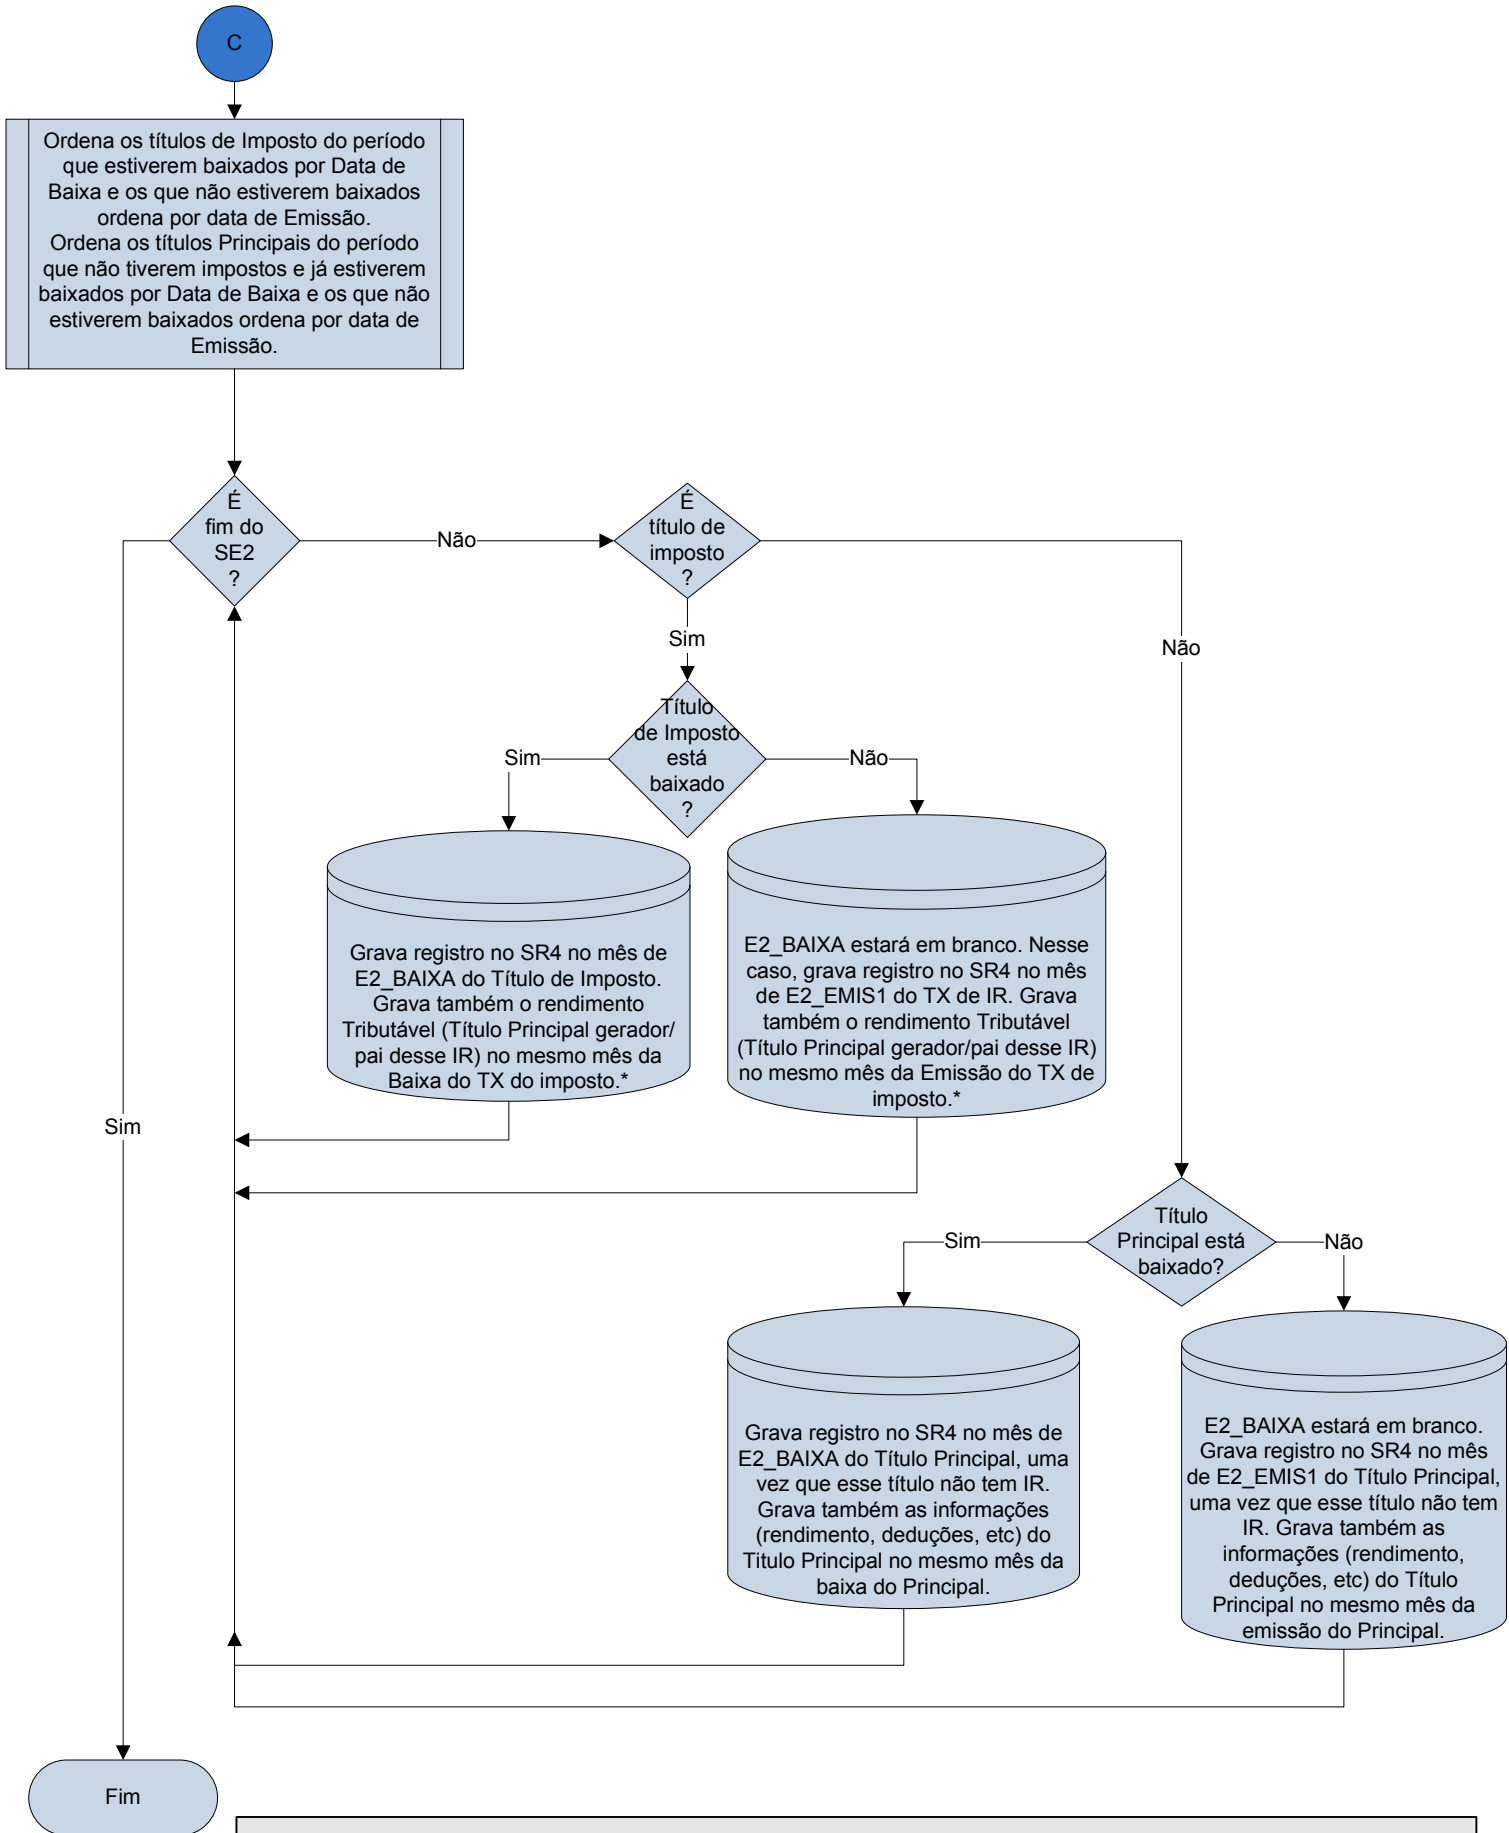 C
Ordena os títulos de Imposto do período
que estiverem baixados por Data de
Baixa e os que não estiverem baixados
ordena por data de Emissão.
Ordena os títulos Principais do período
que não tiverem impostos e já estiverem
baixados por Data de Baixa e os que não
estiverem baixados ordena por data de
Emissão.
É
fim do
SE2
?
Não
É
título de
imposto
?
Sim
Não
Título
de Imposto
está
baixado
?
Sim
Não
Grava registro no SR4 no mês de
E2_BAIXA do Título de Imposto.
Grava também o rendimento
Tributável (Título Principal gerador/
pai desse IR) no mesmo mês da
Baixa do TX do imposto.*
E2_BAIXA estará em branco. Nesse
caso, grava registro no SR4 no mês
de E2_EMIS1 do TX de IR. Grava
também o rendimento Tributável
(Título Principal gerador/pai desse IR)
no mesmo mês da Emissão do TX de
imposto.*
Sim
Título
Principal está
baixado?
Sim
Não
Grava registro no SR4 no mês de
E2_BAIXA do Título Principal, uma
vez que esse título não tem IR.
Grava também as informações
(rendimento, deduções, etc) do
Titulo Principal no mesmo mês da
baixa do Principal.
E2_BAIXA estará em branco.
Grava registro no SR4 no mês
de E2_EMIS1 do Título Principal,
uma vez que esse título não tem
IR. Grava também as
informações (rendimento,
deduções, etc) do Título
Principal no mesmo mês da
emissão do Principal.
Fim